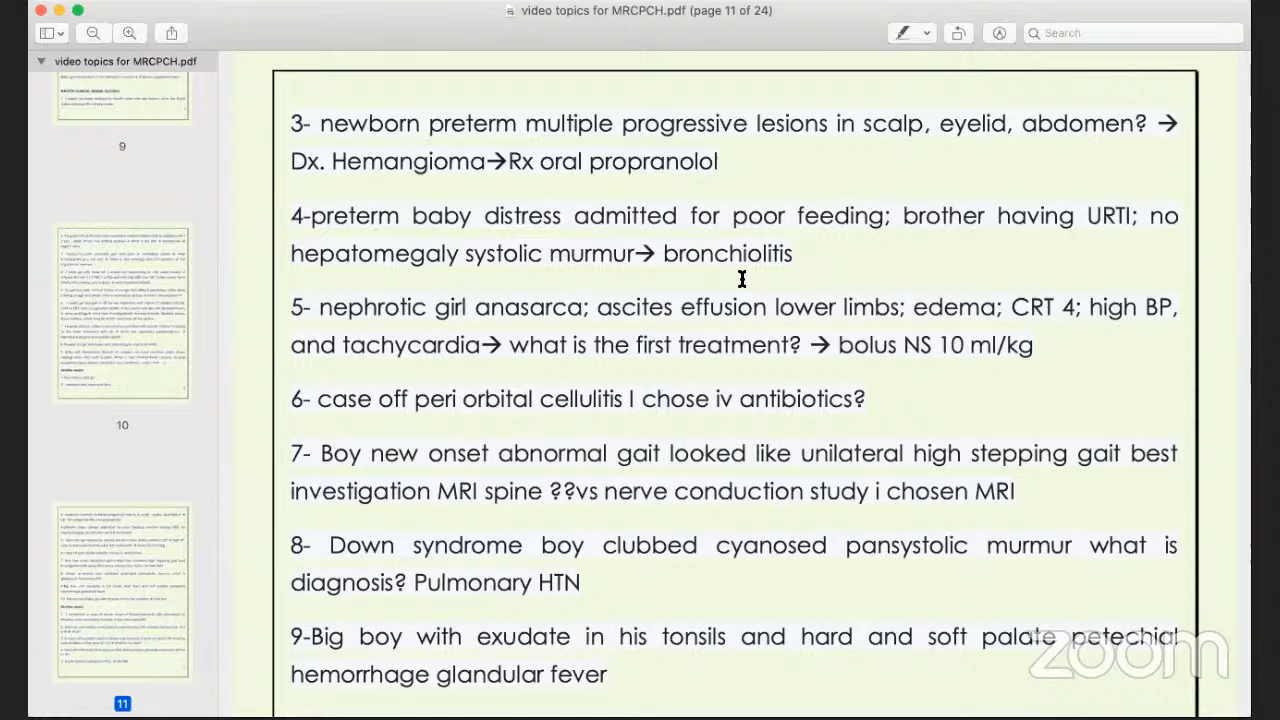 video topics for MRCPCH.pdf (page 11 of 24)
Search
video topics for MRCPCH.pdf
9
10
11
3- newborn preterm multiple progressive lesions in scalp, eyelid, abdomen? →
Dx. Hemangioma→Rx oral propranolol
4-preterm baby distress admitted for poor feeding; brother having URTI; no
hepatomegaly systolic murmur→ bronchiolitis
5-nephrotic girl anasarca ascites effusion lower limbs; edema, CRT 4; high BP,
and tachycardia→ what is the first treatment? → bolus NS 10 ml/kg
6- case off peri orbital cellulitis I chose iv antibiotics?
7- Boy new onset abnormal gait looked like unilateral high stepping gait best
investigation MRI spine ??vs nerve conduction study i chosen MRI
8- Down syndrome, clubbed cyanosed, systolic murmur what is
diagnosis? Pulmonary HTN
9-Big boy with exudate in his tonsils and hard and soft palate petechial
hemorrhage glandular fever
zoom